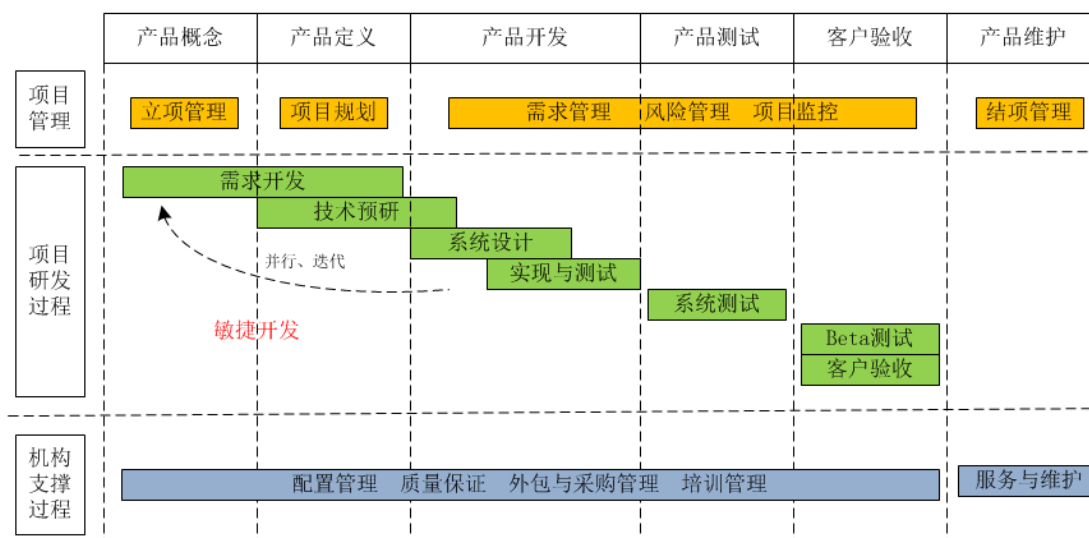 产品概念 产品定义 产品开发 产品测试 客户验收 产品维护
项目
管理
立项管理 项目规划 需求管理 风险管理 项目监控 结项管理
项目
研发
过程
需求开发
技术预研
系统设计
并行、迭代
实现与测试
系统测试
敏捷开发
Beta测试
客户验收
机构
支撑
过程
配置管理 质量保证 外包与采购管理 培训管理 服务与维护